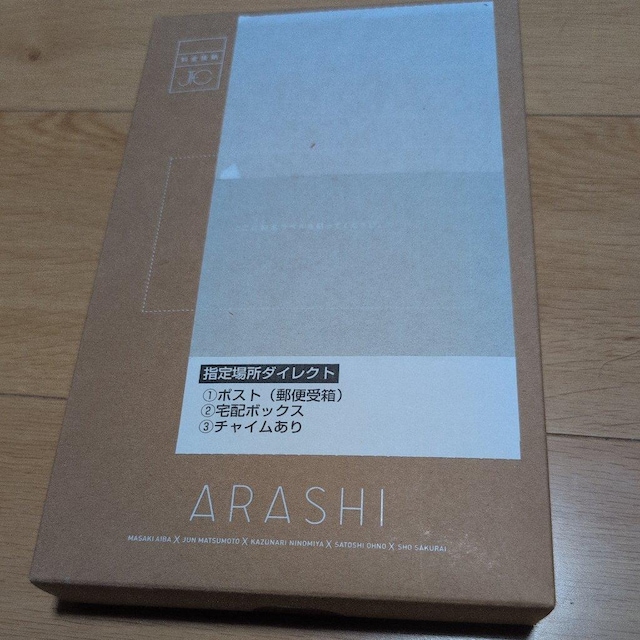 JC
指定場所ダイレクト
①ポスト（郵便受箱）
②宅配ボックス
③チャイムあり
ARASHI
MASAKI AIBA X JUN MATSUMOTO X KAZUNARI NINOMIYA X SATOSHI OHNO X SHO SAKURAI